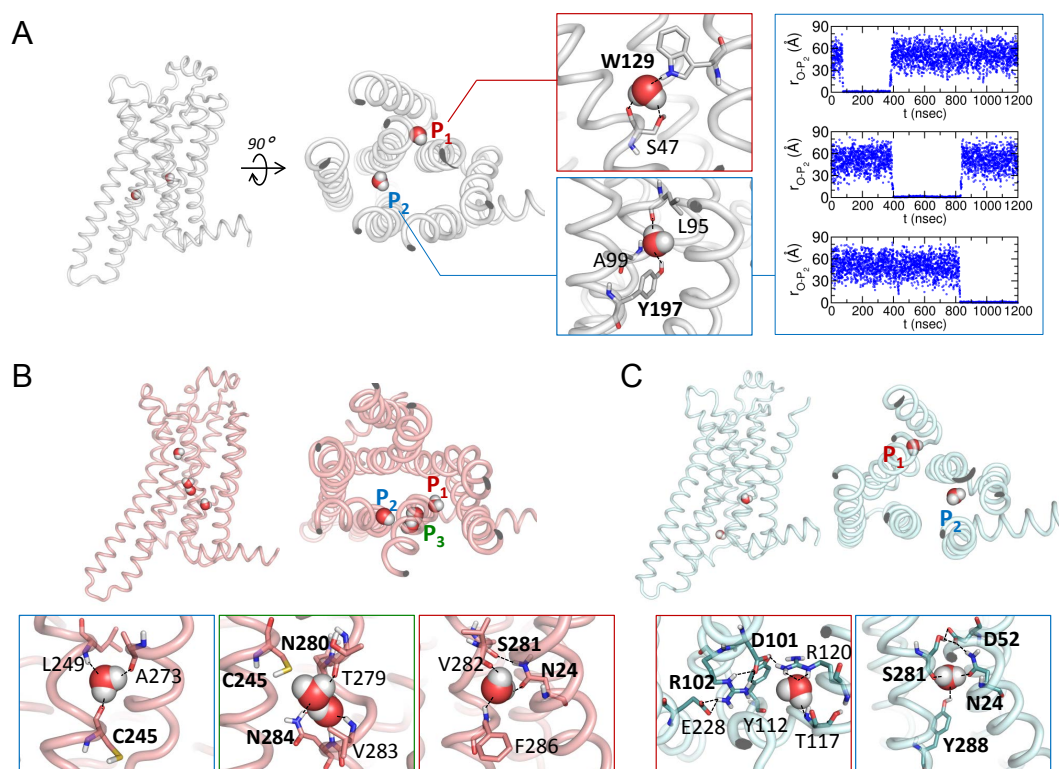 A
90°
P1
P2
W129
S47
L95
A99
Y197
rO-P2 (Å)
90
60
30
0
0 200 400 600 800 1000 1200
t (nsec)
rO-P2 (Å)
90
60
30
0
0 200 400 600 800 1000 1200
t (nsec)
rO-P2 (Å)
90
60
30
0
0 200 400 600 800 1000 1200
t (nsec)
B
P2
P1
P3
L249
A273
C245
N280
T279
C245
N284
V283
S281
V282
N24
F286
C
P1
P2
D101
R120
R102
E228
Y112
T117
D52
S281
N24
Y288